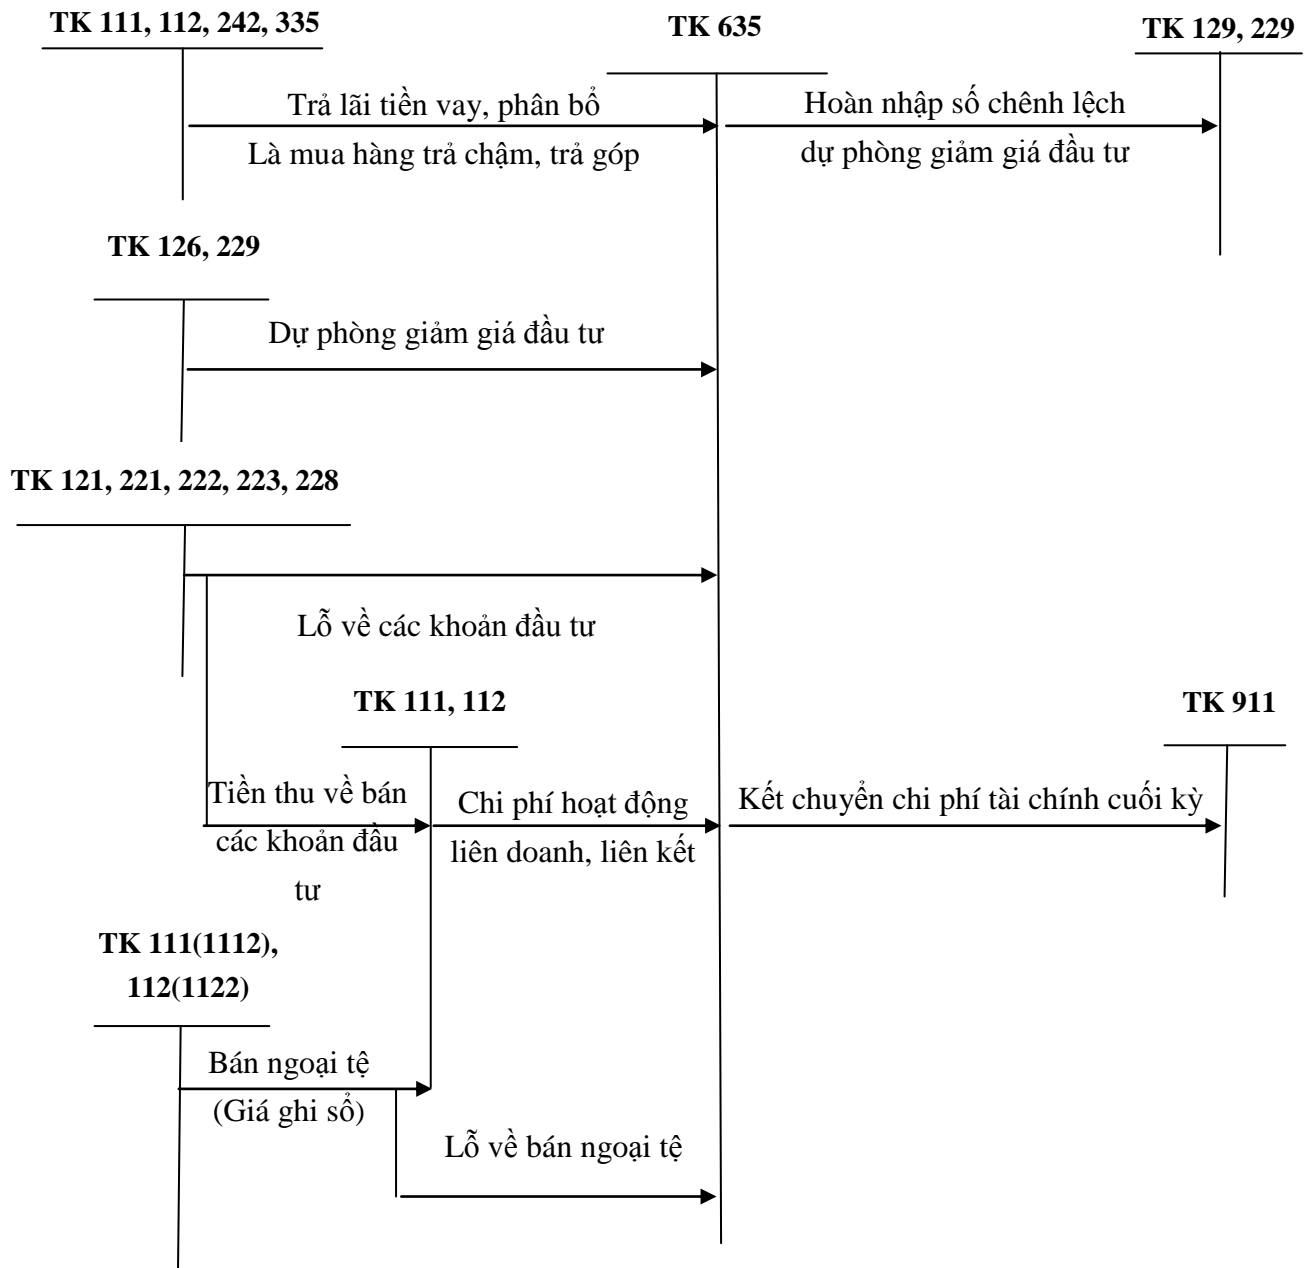 TK 111, 112, 242, 335
TK 635
TK 129, 229
Trả lãi tiền vay, phân bổ
Là mua hàng trả chậm, trả góp
Hoàn nhập số chênh lệch
dự phòng giảm giá đầu tư
TK 126, 229
Dự phòng giảm giá đầu tư
TK 121, 221, 222, 223, 228
Lỗ về các khoản đầu tư
TK 111, 112
TK 911
Tiền thu về bán
các khoản đầu
tư
Chi phí hoạt động
liên doanh, liên kết
Kết chuyển chi phí tài chính cuối kỳ
TK 111(1112),
112(1122)
Bán ngoại tệ
(Giá ghi sổ)
Lỗ về bán ngoại tệ